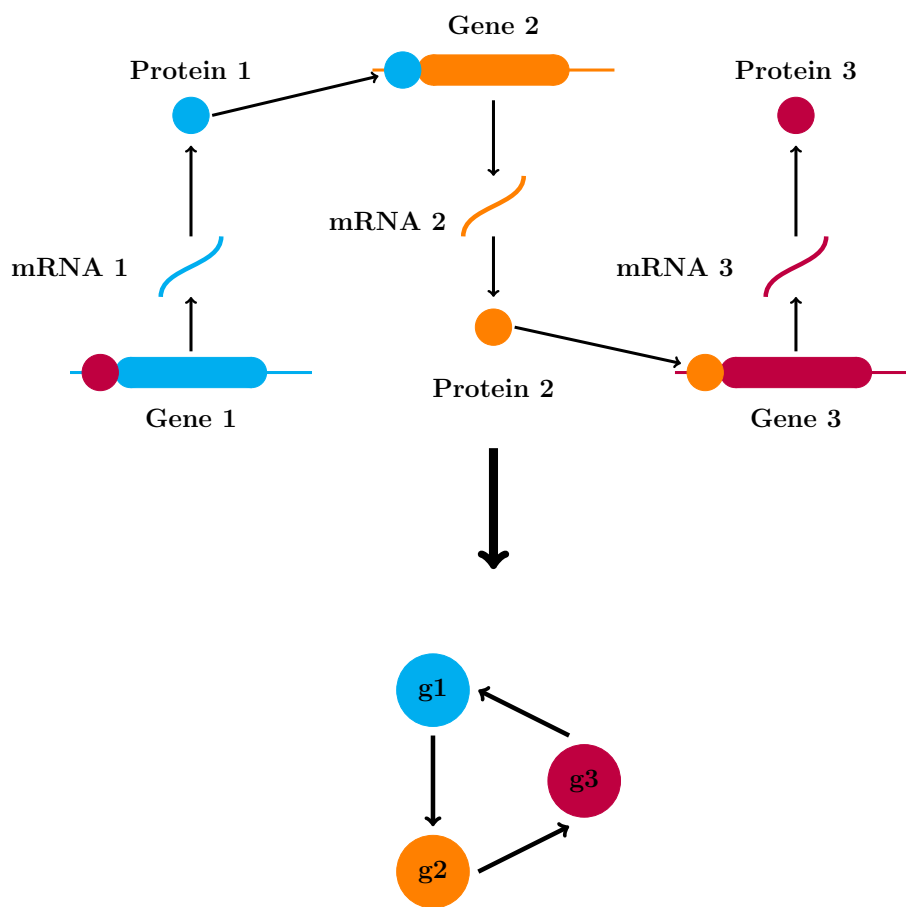 Gene 2
Protein 1
Protein 3
mRNA 2
mRNA 1
mRNA 3
Protein 2
Gene 1
Gene 3
g1
g3
g2